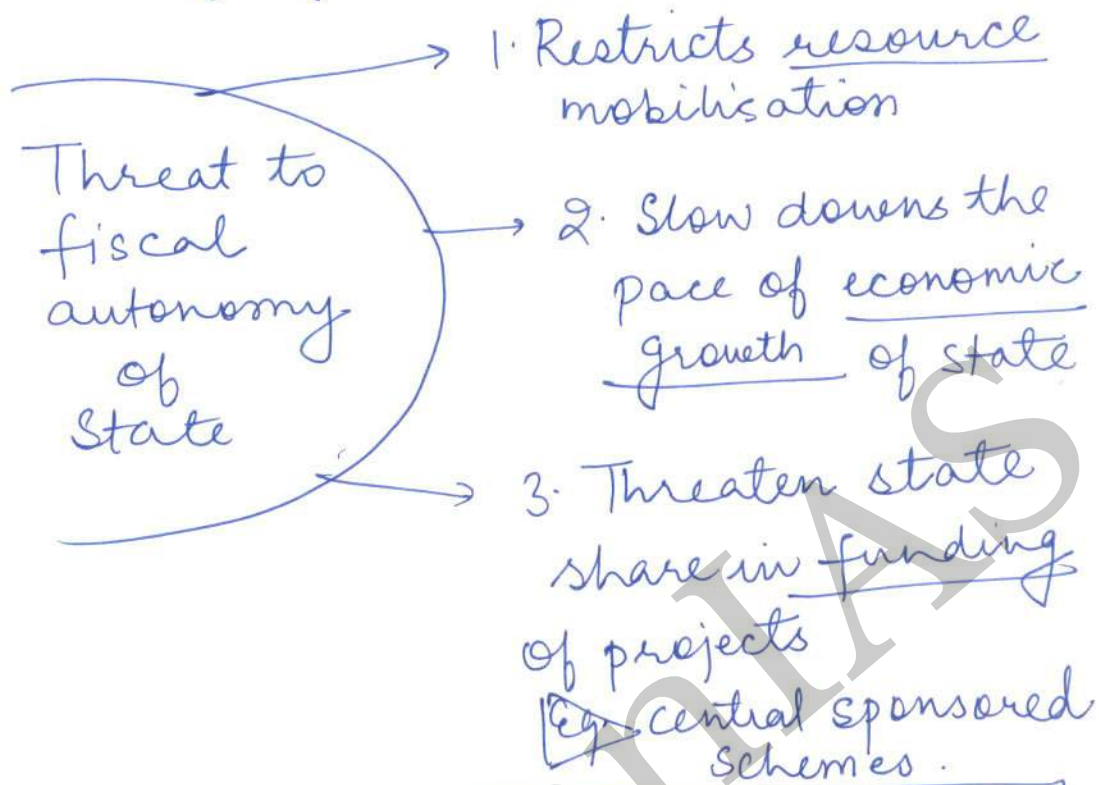 1. Restricts resource
mobilisation
Threat to
fiscal
autonomy
of
State
2. Slow downs the
pace of economic
growth of state
3. Threaten state
share in funding
of projects
Eg. central sponsored
schemes.
nIAS